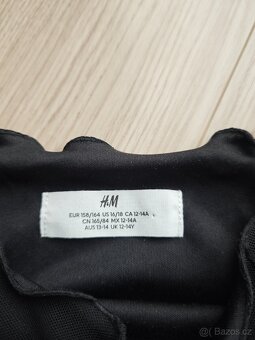 H&M
EUR 158/164 US 16/18 CA 12-14A
CN 165/84 MX 12-14A
AUS 13-14 UK 12-14Y
Bazoš.cz